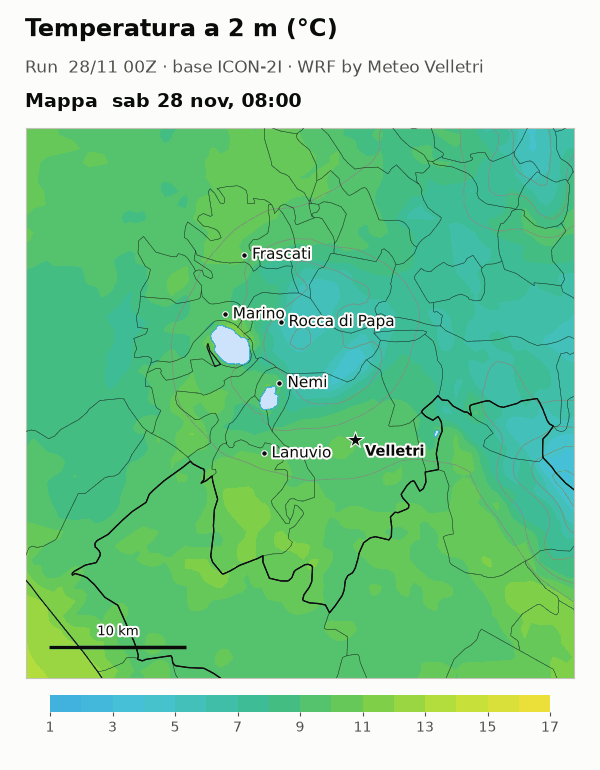 Temperatura a 2 m (°C)
Run  28/11 00Z · base ICON-2I · WRF by Meteo Velletri
Mappa  sab 28 nov, 08:00
Frascati
Marino
Rocca di Papa
Nemi
Velletri
Lanuvio
10 km
1 3 5 7 9 11 13 15 17